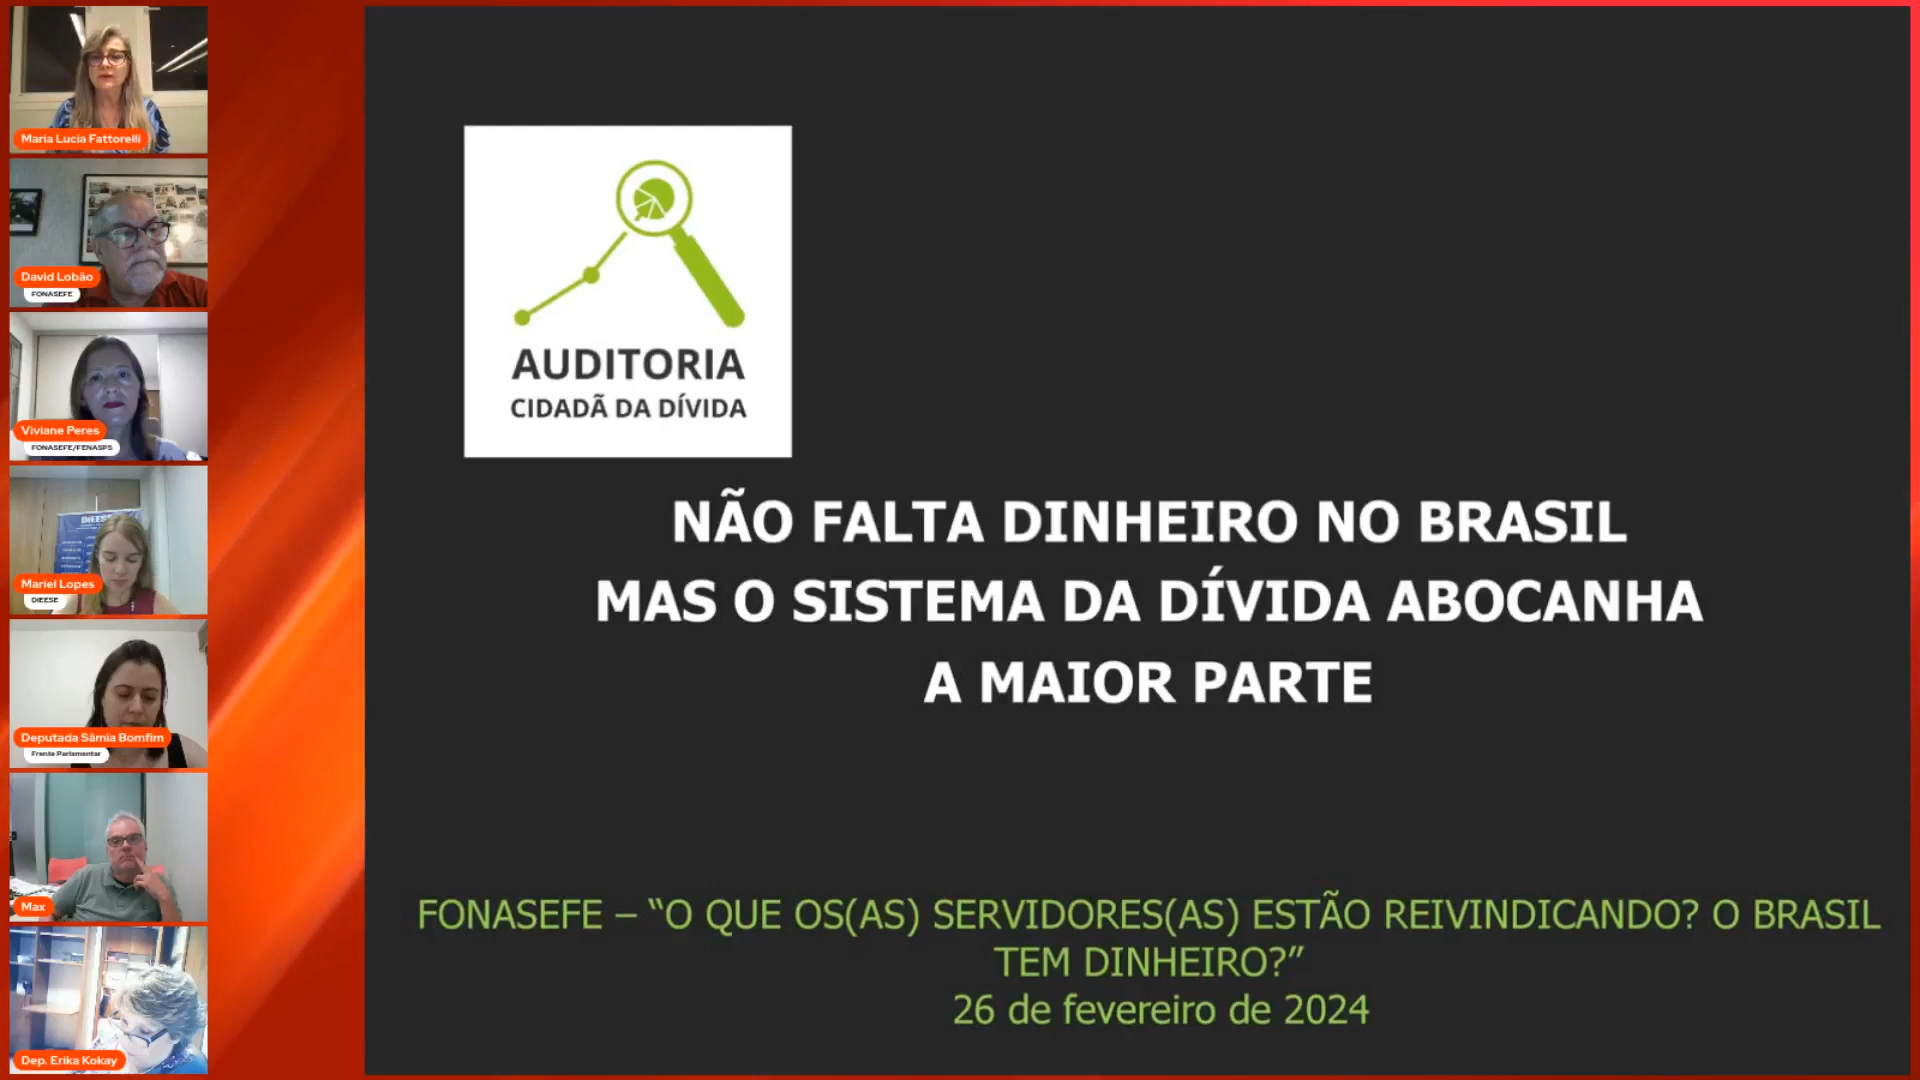 Maria Lucia Fattorelli
David Lobão
FONASEFE
Viviane Peres
FONASEFE/FENASPS
DIEESE
Mariel Lopes
DIEESE
Deputada Sâmia Bomfim
Frente Parlamentar
Max
Dep. Erika Kokay
AUDITORIA
CIDADÃ DA DÍVIDA
NÃO FALTA DINHEIRO NO BRASIL
MAS O SISTEMA DA DÍVIDA ABOCANHA
A MAIOR PARTE
FONASEFE – “O QUE OS(AS) SERVIDORES(AS) ESTÃO REIVINDICANDO? O BRASIL
TEM DINHEIRO?”
26 de fevereiro de 2024